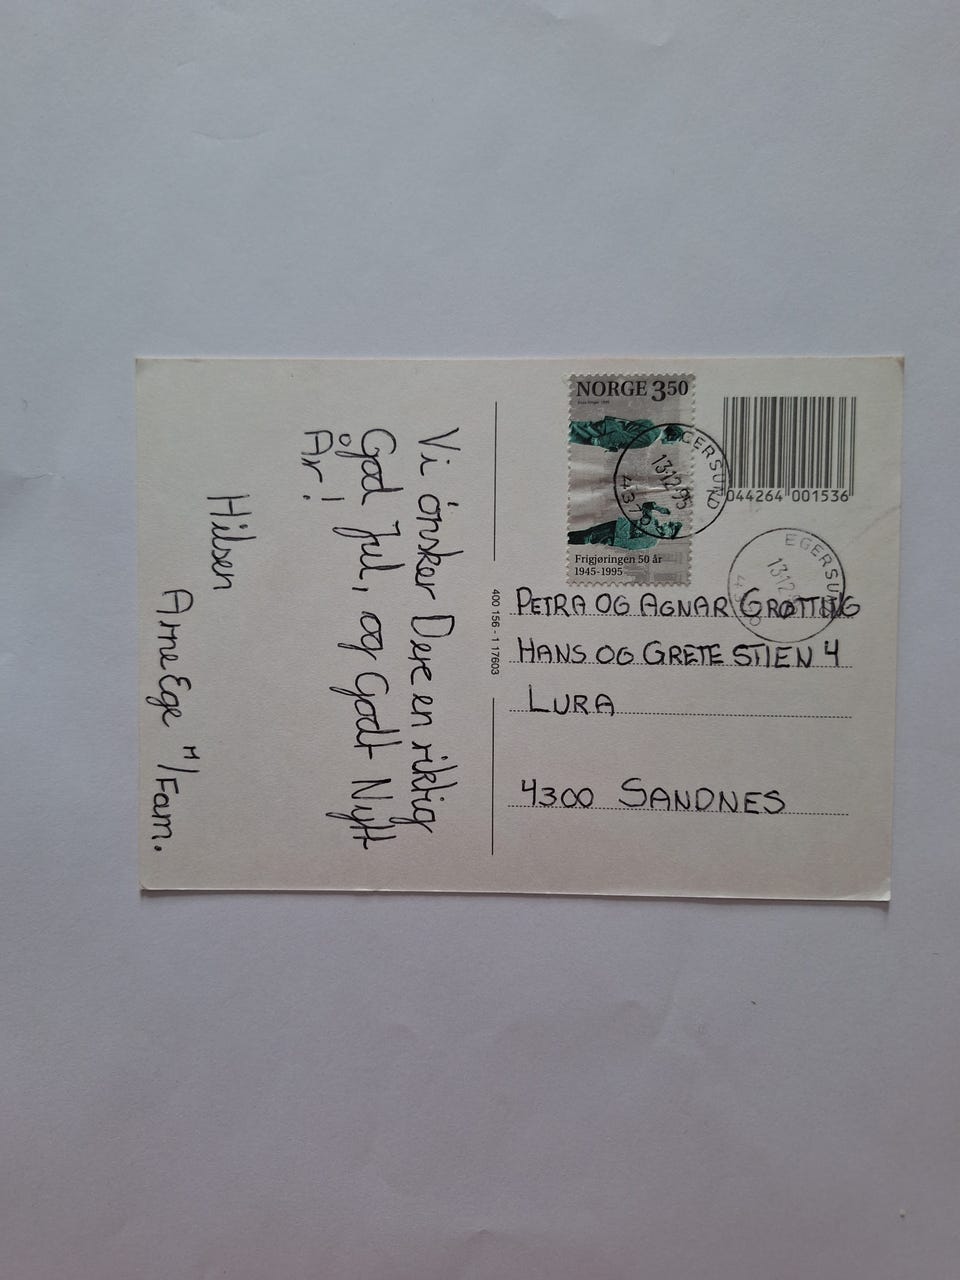 Vi ønsker Dere en riktig
God Jul, og Godt Nytt
År!
Hilsen
Arne Ege M/Fam.
400 156 - 1 17603
NORGE 3.50
Frigjøringen 50 år
1945-1995
EGERSUND
13.12.95
4370
044264 001536
EGERSUND
13.12.
PETRA OG AGNAR GRØTTING
HANS OG GRETE STIEN 4
LURA
4300 SANDNES